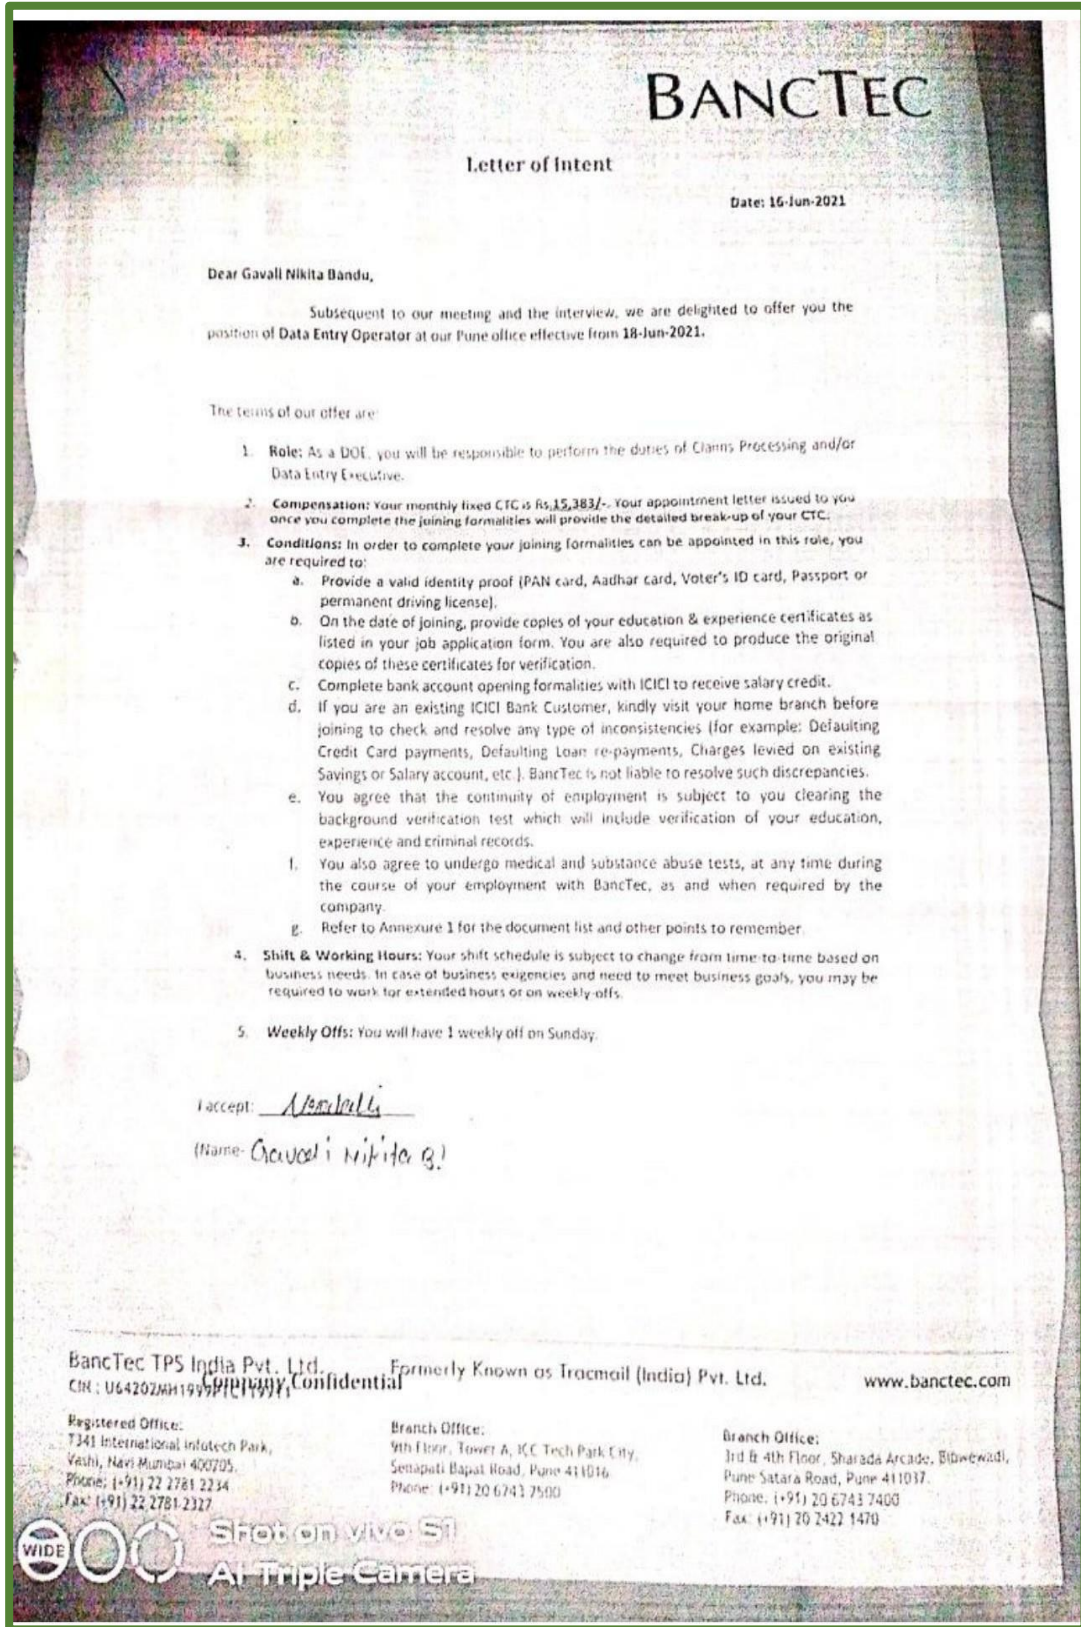 BANCTEC
Letter of Intent
Date: 16-Jun-2021
Dear Gavali Nikita Bandu,
Subsequent to our meeting and the interview, we are delighted to offer you the
position of Data Entry Operator at our Pune office effective from 18-Jun-2021.
The terms of our offer are:
1. Role: As a DOE, you will be responsible to perform the duties of Claims Processing and/or
Data Entry Executive.
2. Compensation: Your monthly fixed CTC is Rs.15,383/-. Your appointment letter issued to you
once you complete the joining formalities will provide the detailed break-up of your CTC.
3. Conditions: In order to complete your joining formalities can be appointed in this role, you
are required to:
a. Provide a valid identity proof (PAN card, Aadhar card, Voter's ID card, Passport or
permanent driving license).
b. On the date of joining, provide copies of your education & experience certificates as
listed in your job application form. You are also required to produce the original
copies of these certificates for verification.
c. Complete bank account opening formalities with ICICI to receive salary credit.
d. If you are an existing ICICI Bank Customer, kindly visit your home branch before
joining to check and resolve any type of inconsistencies (for example: Defaulting
Credit Card payments, Defaulting Loan re-payments, Charges levied on existing
Savings or Salary account, etc.). BancTec is not liable to resolve such discrepancies.
e. You agree that the continuity of employment is subject to you clearing the
background verification test which will include verification of your education,
experience and criminal records.
f. You also agree to undergo medical and substance abuse tests, at any time during
the course of your employment with BancTec, as and when required by the
company.
g. Refer to Annexure 1 for the document list and other points to remember.
4. Shift & Working Hours: Your shift schedule is subject to change from time-to-time based on
business needs. In case of business exigencies and need to meet business goals, you may be
required to work for extended hours or on weekly-offs.
5. Weekly Offs: You will have 1 weekly off on Sunday.
I accept:
(Name- Gavali Nikita B.)
BancTec TPS India Pvt. Ltd. Formerly Known as Tracmail (India) Pvt. Ltd. www.banctec.com
CIN : Company Confidential
Registered Office:
7341 International Infotech Park,
Vashi, Navi Mumbai 400705.
Phone: (+91) 22 2781 2234
Fax: (+91) 22 2781 2327
Branch Office:
9th Floor, Tower A, ICC Tech Park City,
Senapati Bapat Road, Pune 411016
Phone: (+91) 20 6743 7500
Branch Office:
3rd & 4th Floor, Sharada Arcade, Bibwewadi,
Pune Satara Road, Pune 411037.
Phone: (+91) 20 6743 7400
Fax: (+91) 20 2422 1470
WIDE
Shot on vivo S1
AI Triple Camera